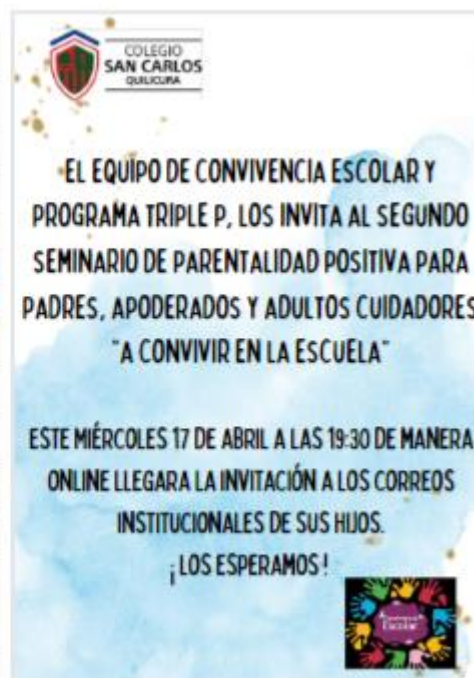 COLEGIO
SAN CARLOS
QUILICURA
EL EQUIPO DE CONVIVENCIA ESCOLAR Y
PROGRAMA TRIPLE P, LOS INVITA AL SEGUNDO
SEMINARIO DE PARENTALIDAD POSITIVA PARA
PADRES, APODERADOS Y ADULTOS CUIDADORES
"A CONVIVIR EN LA ESCUELA"
ESTE MIÉRCOLES 17 DE ABRIL A LAS 19:30 DE MANERA
ONLINE LLEGARA LA INVITACIÓN A LOS CORREOS
INSTITUCIONALES DE SUS HIJOS.
¡LOS ESPERAMOS!
Escolar